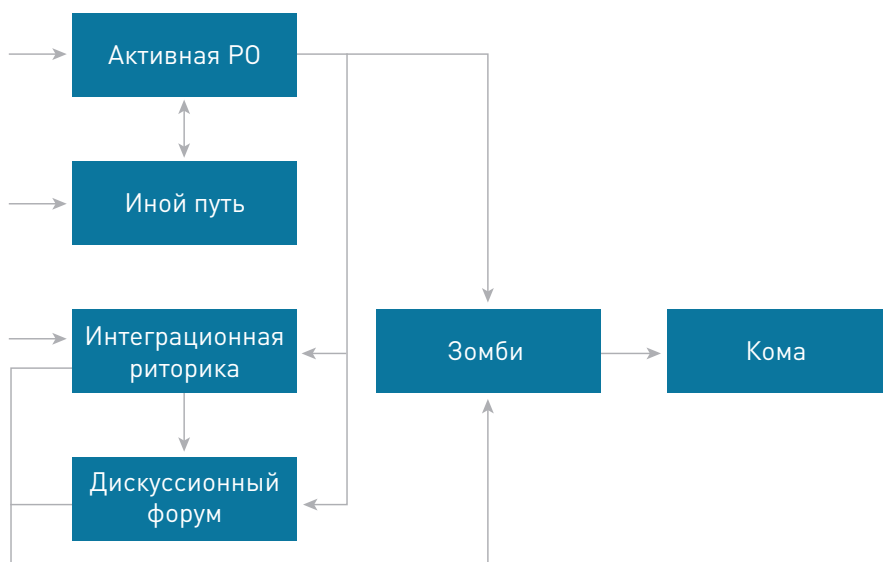 Активная РО
Иной путь
Интеграционная
риторика
Зомби
Кома
Дискуссионный
форум